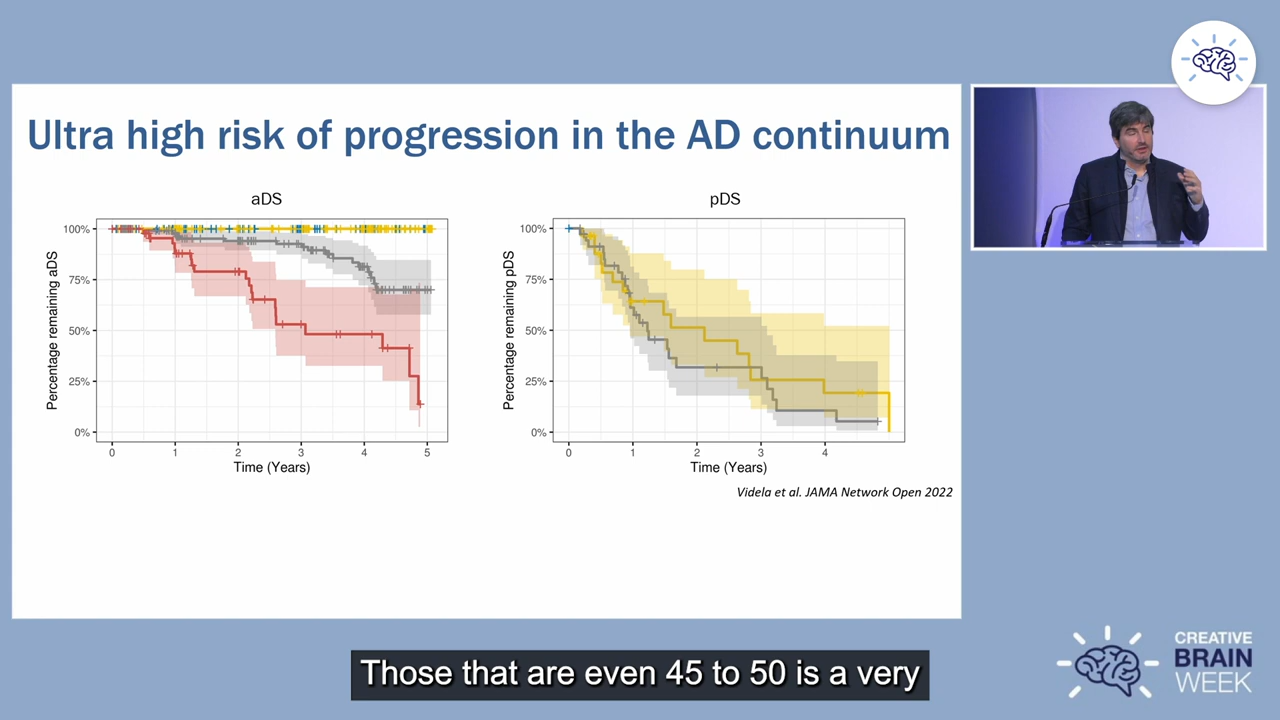 Ultra high risk of progression in the AD continuum
aDS
100%
75%
50%
25%
0%
Percentage remaining aDS
0 1 2 3 4 5
Time (Years)
pDS
100%
75%
50%
25%
0%
Percentage remaining pDS
0 1 2 3 4
Time (Years)
Videla et al. JAMA Network Open 2022
Those that are even 45 to 50 is a very
CREATIVE
BRAIN
WEEK